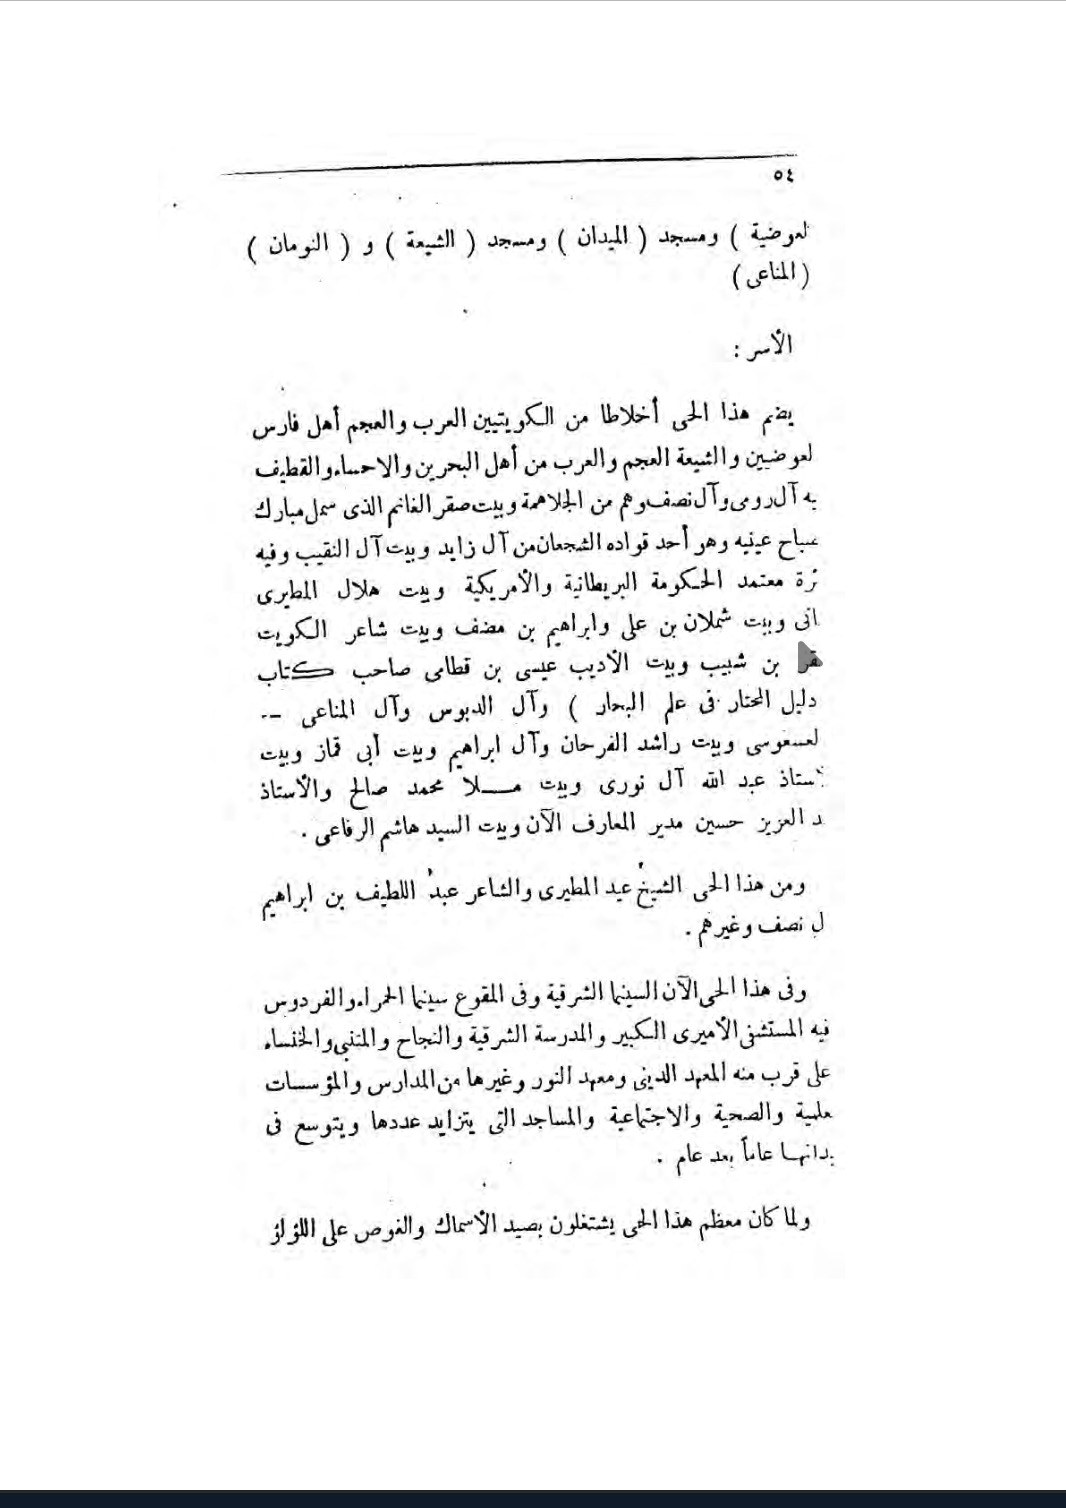 ٥٤
لعوضية ) ومسجد ( الميدان ) ومسجد ( الشيعة ) و ( النومان )
( المناعى )
الأسر :
يضم هذا الحى أخلاطا من الكويتيين العرب والعجم أهل فارس
لعوضيين والشيعة العجم والعرب من أهل البحرين والاحساء والقطيف
به آل رومى وآل نصف وهم من الجلاهمة وبيت صقر الغانم الذى سمل مبارك
صباح عينيه وهو أحد قواده الشجعان من آل زايد وبيت آل النقيب وفيه
ئرة معتمد الحكومة البريطانية والأمريكية وبيت هلال المطيرى
انى وبيت شملان بن على وابراهيم بن مضف وبيت شاعر الكويت
قر بن شبيب وبيت الأديب عيسى بن قطامى صاحب كتاب
دليل المحتار فى علم البحار ) وآل الدبوس وآل المناعى --
لعسعوسى وبيت راشد الفرحان وآل ابراهيم وبيت أبى قماز وبيت
ستاذ عبد الله آل نورى وبيت مــلا محمد صالح والأستاذ
د العزيز حسين مدير المعارف الآن وبيت السيد هاشم الرفاعى .
ومن هذا الحى الشيخ عيد المطيرى والشاعر عبد اللطيف بن ابراهيم
ل نصف وغيرهم .
وفى هذا الحى الآن السينما الشرقية وفى المقوع سينما الحمراء والفردوس
فيه المستشفى الأميرى الكبير والمدرسة الشرقية والنجاح والمتنبى والخنساء
على قرب منه المعهد الدينى ومعهد النور وغيرها من المدارس والمؤسسات
علمية والصحية والاجتماعية والمساجد التى يتزايد عددها ويتوسع فى
بدانها عاماً بعد عام .
ولما كان معظم هذا الحى يشتغلون بصيد الأسماك والغوص على اللؤلؤ